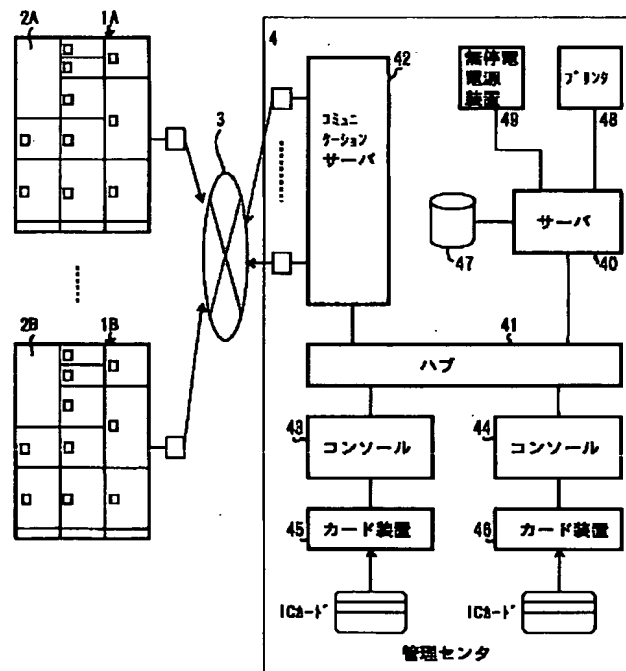 2A
1A
3
2B
1B
4
42
コミュニ
ケーション
サーバ
無停電
電源
装置
49
プリンタ
48
47
サーバ
40
41
ハブ
43
コンソール
44
コンソール
45
カード装置
46
カード装置
ICカード
ICカード
管理センタ